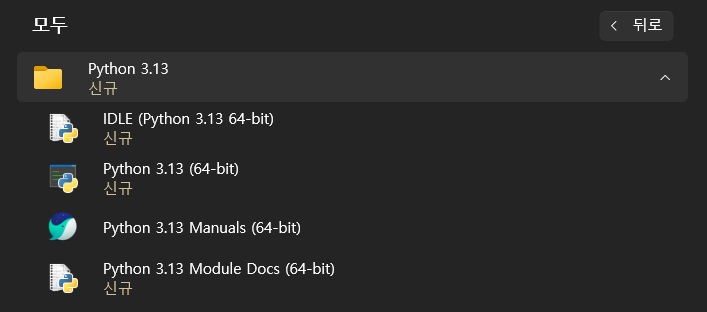 모두
뒤로
Python 3.13
신규
IDLE (Python 3.13 64-bit)
신규
Python 3.13 (64-bit)
신규
Python 3.13 Manuals (64-bit)
Python 3.13 Module Docs (64-bit)
신규